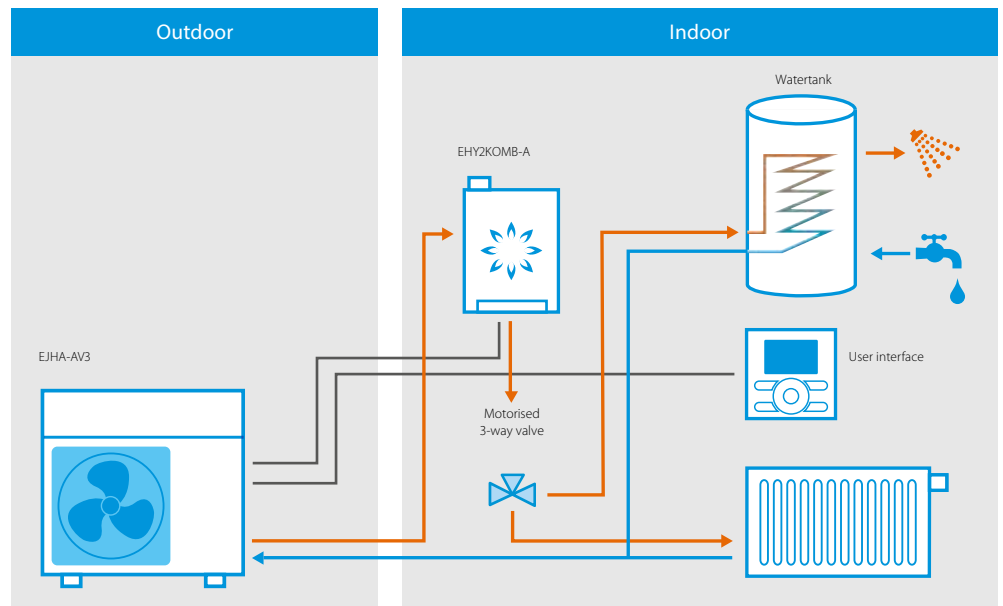 Outdoor
Indoor
Watertank
EHY2KOMB-A
EJHA-AV3
User interface
Motorised
3-way valve